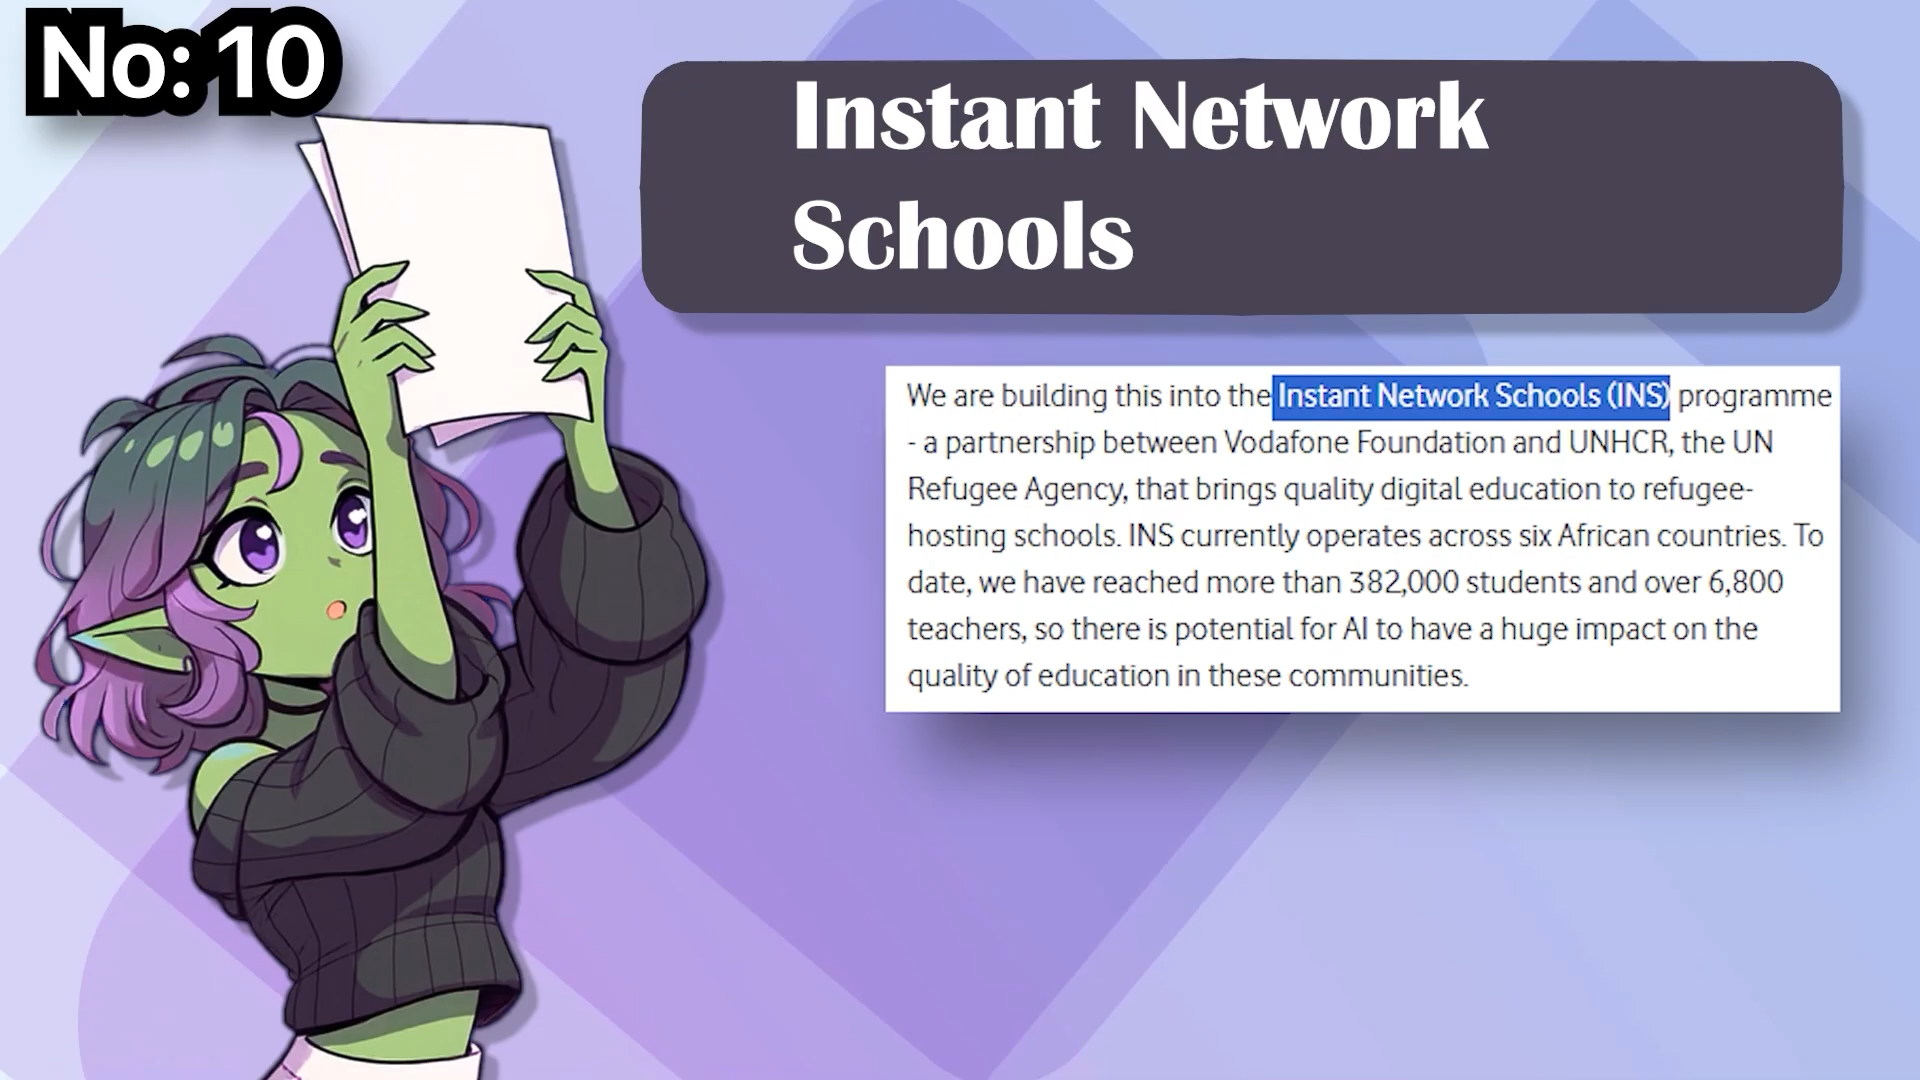 No: 10
Instant Network
Schools
We are building this into the Instant Network Schools (INS) programme
- a partnership between Vodafone Foundation and UNHCR, the UN
Refugee Agency, that brings quality digital education to refugee-
hosting schools. INS currently operates across six African countries. To
date, we have reached more than 382,000 students and over 6,800
teachers, so there is potential for AI to have a huge impact on the
quality of education in these communities.